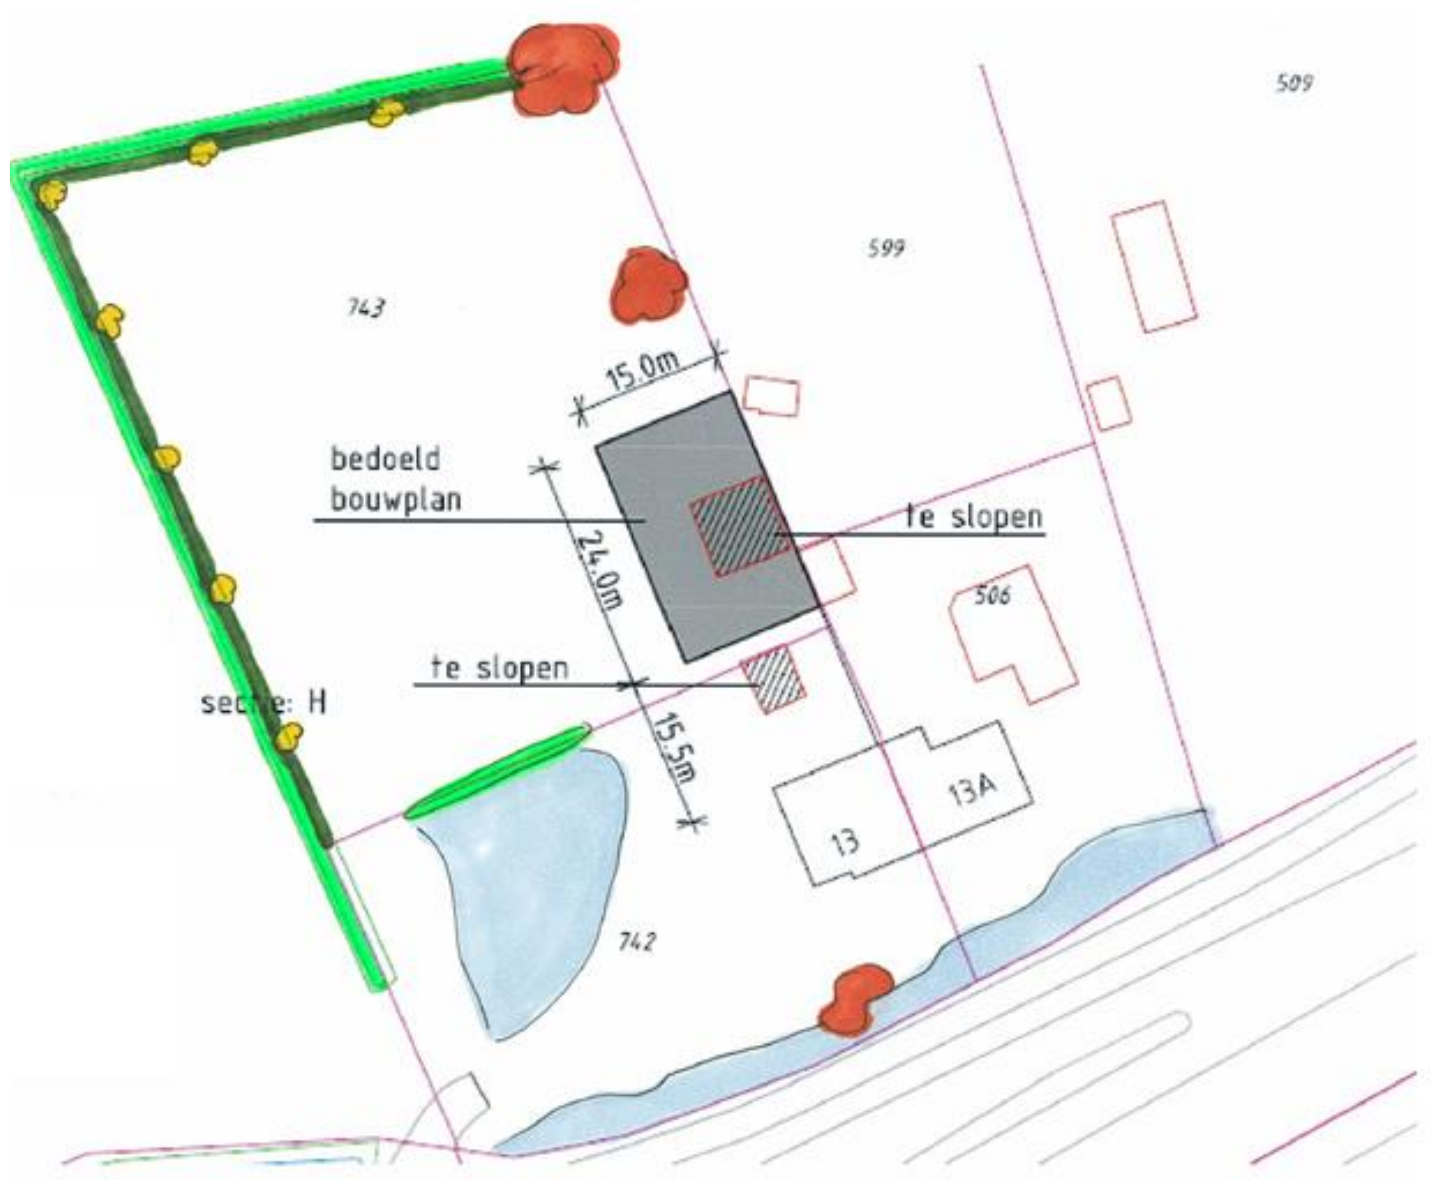 509
599
743
15.0m
bedoeld
bouwplan
te slopen
24.0m
506
te slopen
sectie: H
15.5m
13A
13
742